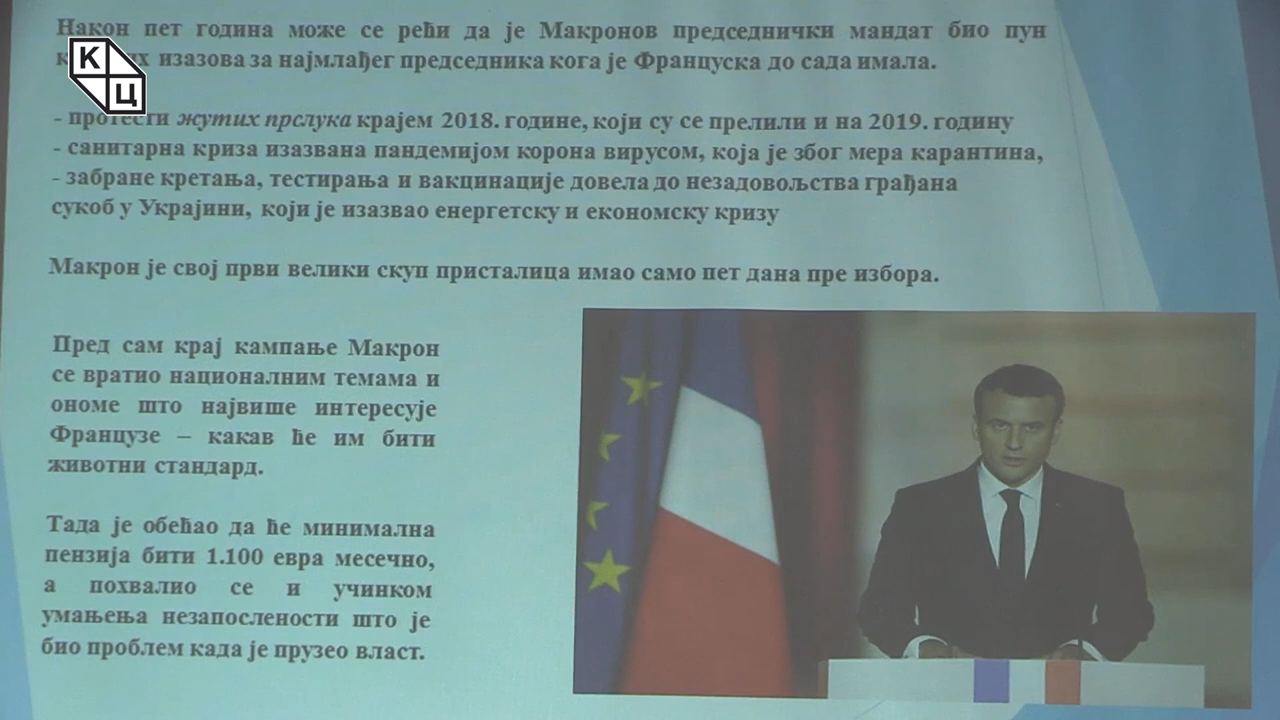 Након пет година може се рећи да је Макронов председнички мандат био пун
изазова за најмлађег председника кога је Француска до сада имала.
КЦ
- протести жутих прслука крајем 2018. године, који су се прелили и на 2019. годину
- санитарна криза изазвана пандемијом корона вирусом, која је због мера карантина,
- забране кретања, тестирања и вакцинације довела до незадовољства грађана
сукоб у Украјини, који је изазвао енергетску и економску кризу
Макрон је свој први велики скуп присталица имао само пет дана пре избора.
Пред сам крај кампање Макрон
се вратио националним темама и
ономе што највише интересује
Французе – какав ће им бити
животни стандард.
Тада је обећао да ће минимална
пензија бити 1.100 евра месечно,
а похвалио се и учинком
умањења незапослености што је
био проблем када је прузео власт.